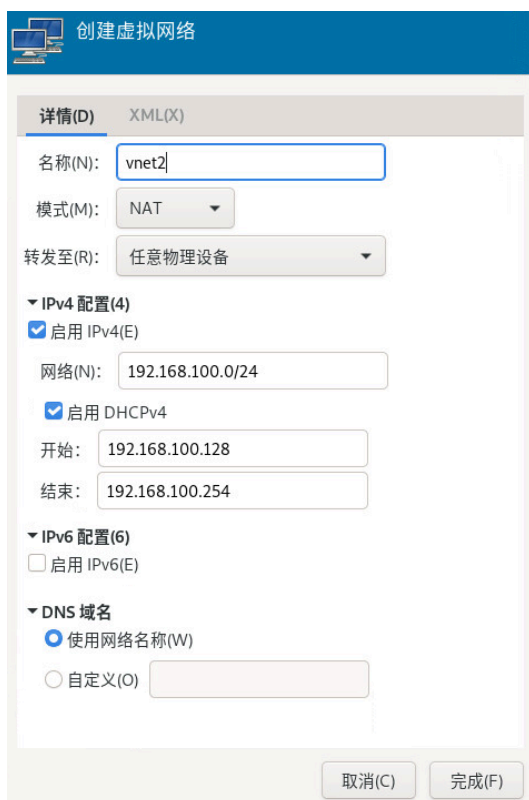 创建虚拟网络
详情(D) XML(X)
名称(N): vnet2
模式(M): NAT
转发至(R): 任意物理设备
IPv4 配置(4)
启用 IPv4(E)
网络(N): 192.168.100.0/24
启用 DHCPv4
开始: 192.168.100.128
结束: 192.168.100.254
IPv6 配置(6)
启用 IPv6(E)
DNS 域名
使用网络名称(W)
自定义(O)
取消(C) 完成(F)